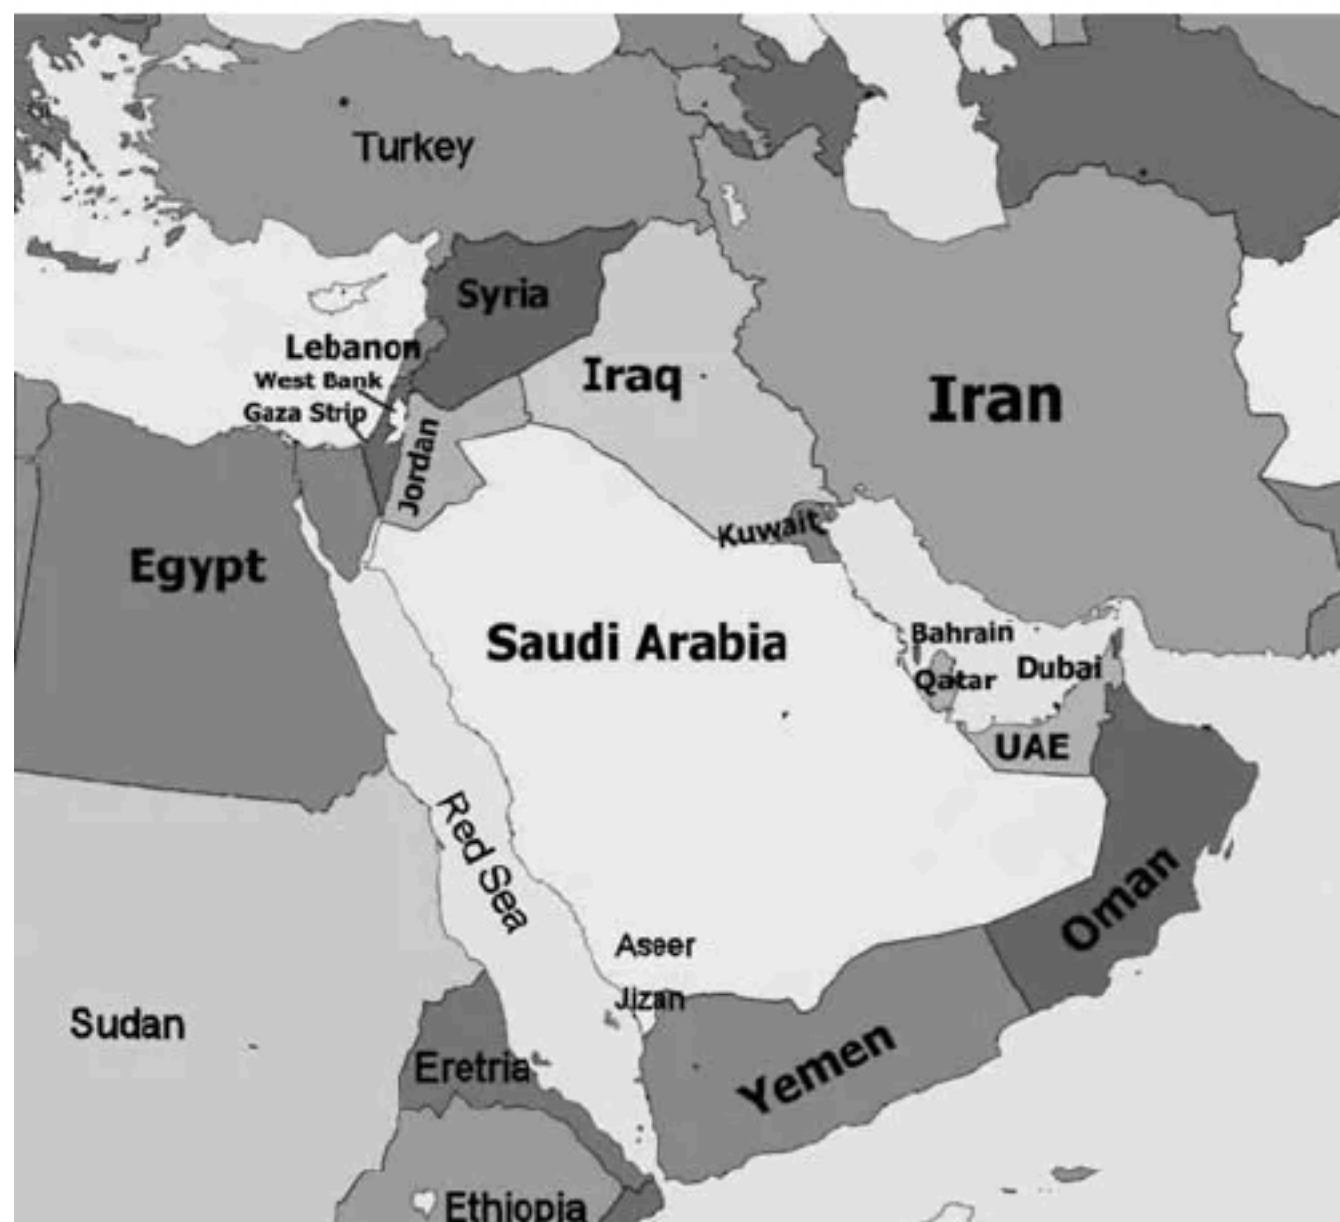 Turkey
Syria
Lebanon
West Bank
Gaza Strip
Iraq
Iran
Jordan
Kuwait
Egypt
Saudi Arabia
Bahrain
Qatar
Dubai
UAE
Red Sea
Oman
Aseer
Jizan
Sudan
Eretria
Yemen
Ethiopia